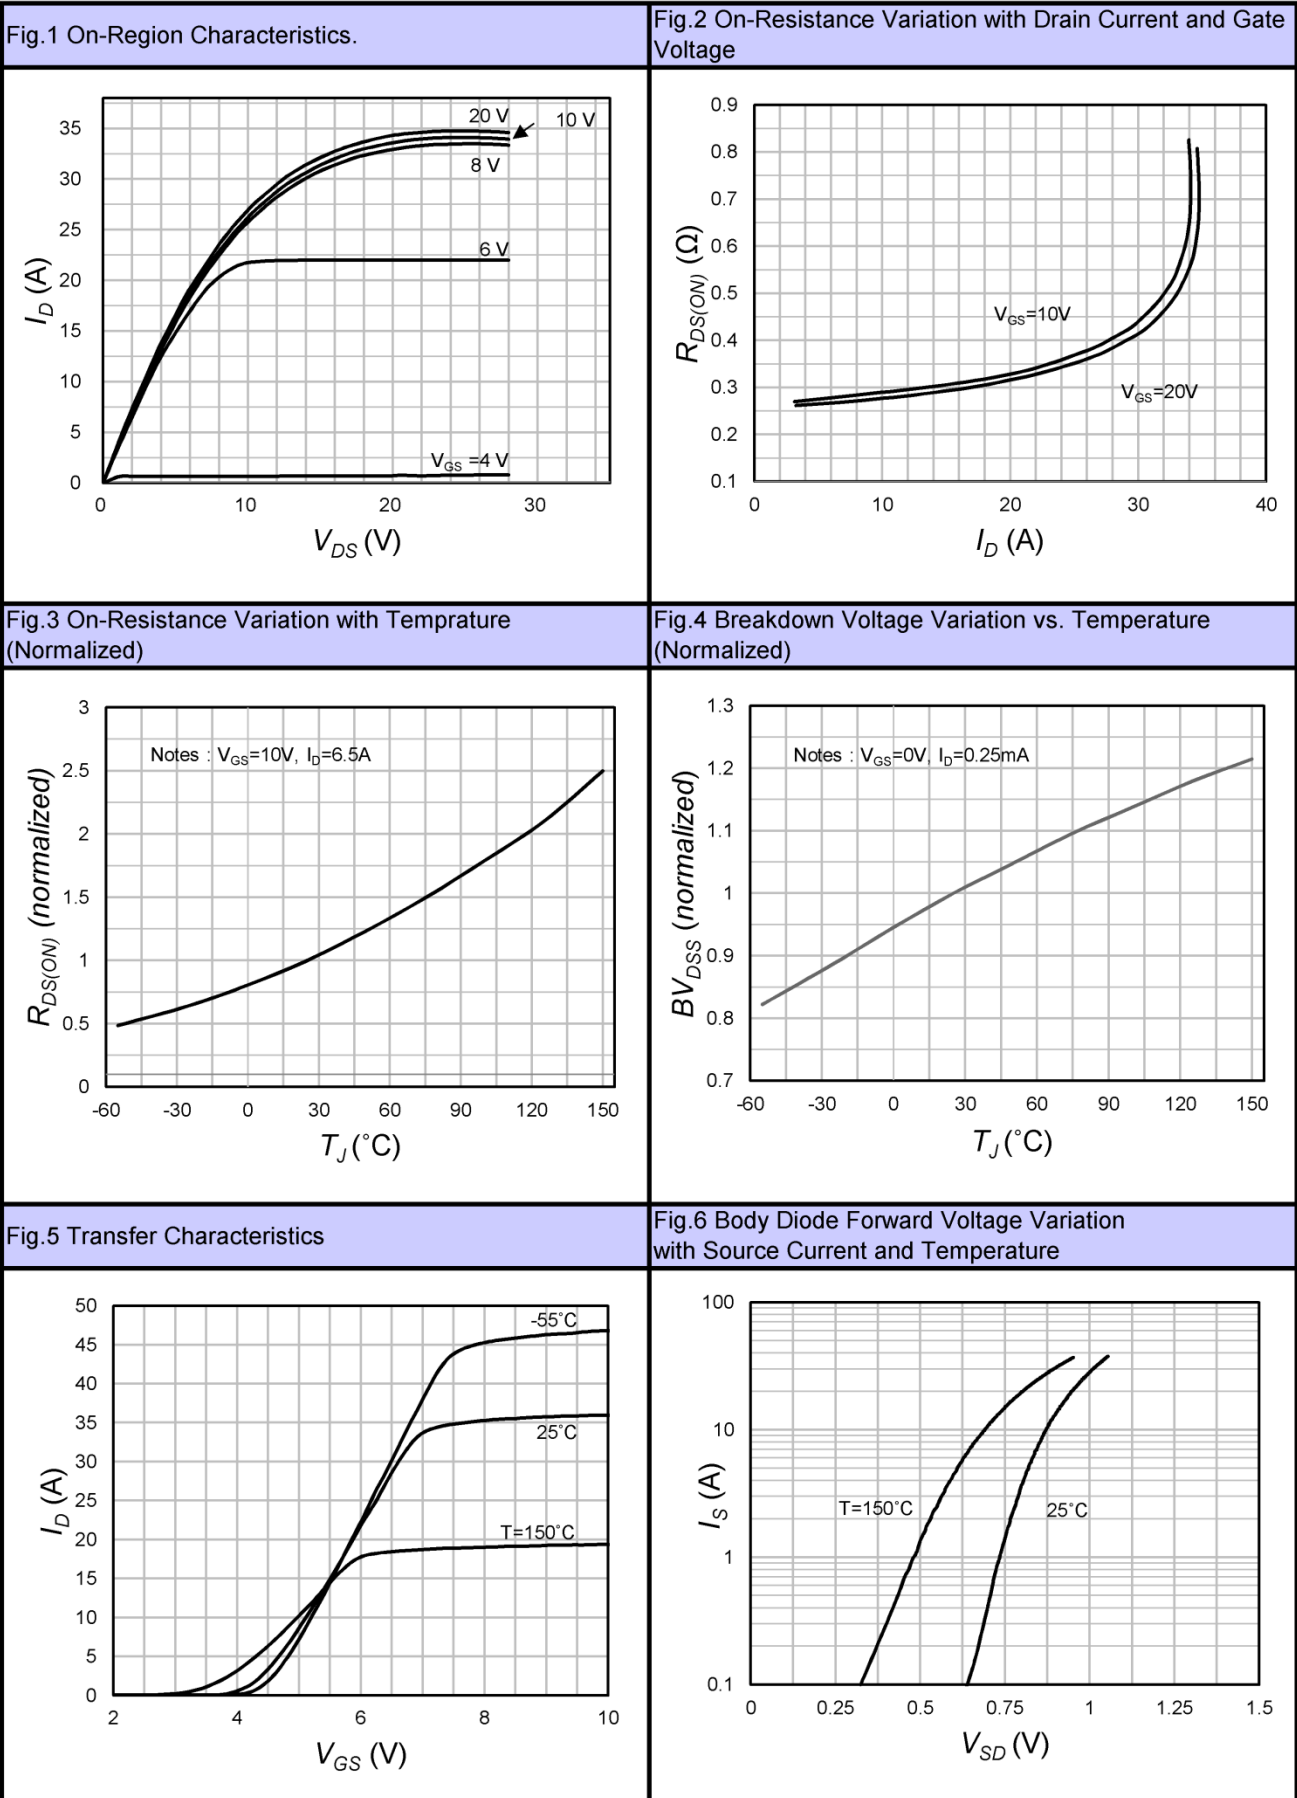 Fig.1 On-Region Characteristics.
Fig.2 On-Resistance Variation with Drain Current and Gate
Voltage
35
30
25
20
15
10
5
0
20 V
10 V
8 V
6 V
VGS =4 V
0 10 20 30
ID (A)
VDS (V)
0.9
0.8
0.7
0.6
0.5
0.4
0.3
0.2
0.1
VGS=10V
VGS=20V
0 10 20 30 40
RDS(ON) (Ω)
ID (A)
Fig.3 On-Resistance Variation with Temprature
(Normalized)
Fig.4 Breakdown Voltage Variation vs. Temperature
(Normalized)
3
2.5
2
1.5
1
0.5
0
Notes : VGS=10V, ID=6.5A
-60 -30 0 30 60 90 120 150
RDS(ON) (normalized)
TJ (˚C)
1.3
1.2
1.1
1
0.9
0.8
0.7
Notes : VGS=0V, ID=0.25mA
-60 -30 0 30 60 90 120 150
BVDSS (normalized)
TJ (˚C)
Fig.5 Transfer Characteristics
Fig.6 Body Diode Forward Voltage Variation
with Source Current and Temperature
50
45
40
35
30
25
20
15
10
5
0
-55˚C
25˚C
T=150˚C
2 4 6 8 10
ID (A)
VGS (V)
100
10
1
0.1
T=150˚C
25˚C
0 0.25 0.5 0.75 1 1.25 1.5
IS (A)
VSD (V)